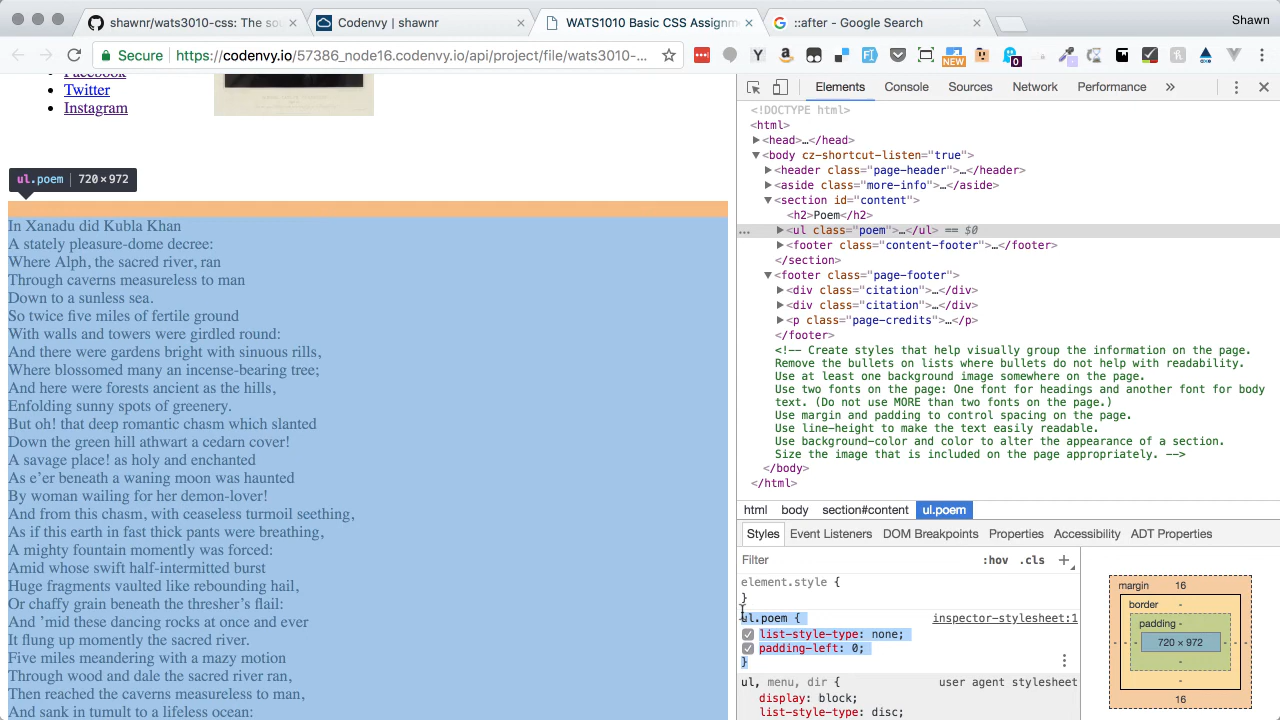 shawnr/wats3010-css: The sou
Codenvy | shawnr
WATS1010 Basic CSS Assignm
::after - Google Search
Shawn
Secure
https://codenvy.io/57386_node16.codenvy.io/api/project/file/wats3010-...
NEW
0
Facebook
Twitter
Instagram
ul.poem | 720×972
In Xanadu did Kubla Khan
A stately pleasure-dome decree:
Where Alph, the sacred river, ran
Through caverns measureless to man
Down to a sunless sea.
So twice five miles of fertile ground
With walls and towers were girdled round:
And there were gardens bright with sinuous rills,
Where blossomed many an incense-bearing tree;
And here were forests ancient as the hills,
Enfolding sunny spots of greenery.
But oh! that deep romantic chasm which slanted
Down the green hill athwart a cedarn cover!
A savage place! as holy and enchanted
As e’er beneath a waning moon was haunted
By woman wailing for her demon-lover!
And from this chasm, with ceaseless turmoil seething,
As if this earth in fast thick pants were breathing,
A mighty fountain momently was forced:
Amid whose swift half-intermitted burst
Huge fragments vaulted like rebounding hail,
Or chaffy grain beneath the thresher’s flail:
And ’mid these dancing rocks at once and ever
It flung up momently the sacred river.
Five miles meandering with a mazy motion
Through wood and dale the sacred river ran,
Then reached the caverns measureless to man,
And sank in tumult to a lifeless ocean:
Elements Console Sources Network Performance »
<!DOCTYPE html>
<html>
<head>…</head>
<body cz-shortcut-listen="true">
<header class="page-header">…</header>
<aside class="more-info">…</aside>
<section id="content">
<h2>Poem</h2>
... <ul class="poem">…</ul> == $0
<footer class="content-footer">…</footer>
</section>
<footer class="page-footer">
<div class="citation">…</div>
<div class="citation">…</div>
<p class="page-credits">…</p>
</footer>
<!-- Create styles that help visually group the information on the page.
Remove the bullets on lists where bullets do not help with readability.
Use at least one background image somewhere on the page.
Use two fonts on the page: One font for headings and another font for body
text. (Do not use MORE than two fonts on the page.)
Use margin and padding to control spacing on the page.
Use line-height to make the text easily readable.
Use background-color and color to alter the appearance of a section.
Size the image that is included on the page appropriately. -->
</body>
</html>
html body section#content ul.poem
Styles Event Listeners DOM Breakpoints Properties Accessibility ADT Properties
Filter :hov .cls +
element.style {
}
ul.poem { inspector-stylesheet:1
list-style-type: none;
padding-left: 0;
}
ul, menu, dir { user agent stylesheet
display: block;
list-style-type: disc;
margin 16
border -
padding -
- - - 720 × 972 - - -
-
-
16